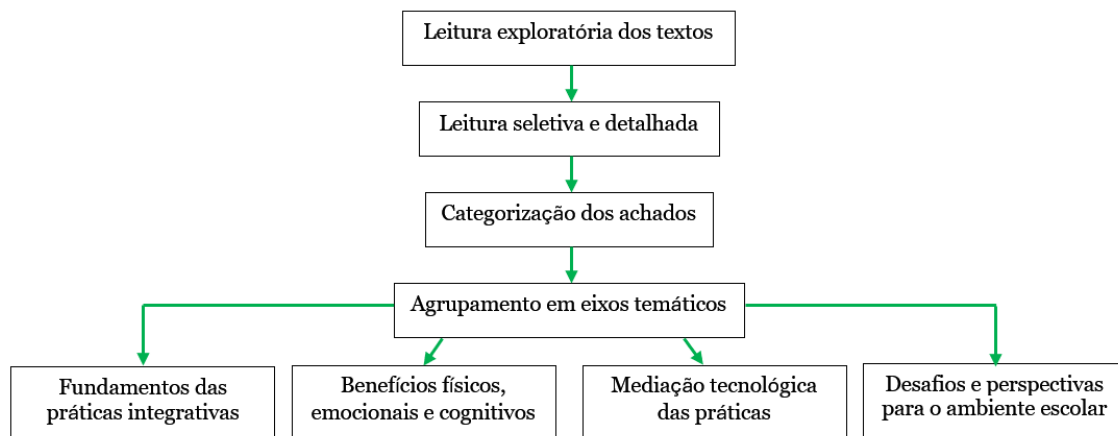 Leitura exploratória dos textos
Leitura seletiva e detalhada
Categorização dos achados
Agrupamento em eixos temáticos
Fundamentos das
práticas integrativas
Benefícios físicos,
emocionais e cognitivos
Mediação tecnológica
das práticas
Desafios e perspectivas
para o ambiente escolar